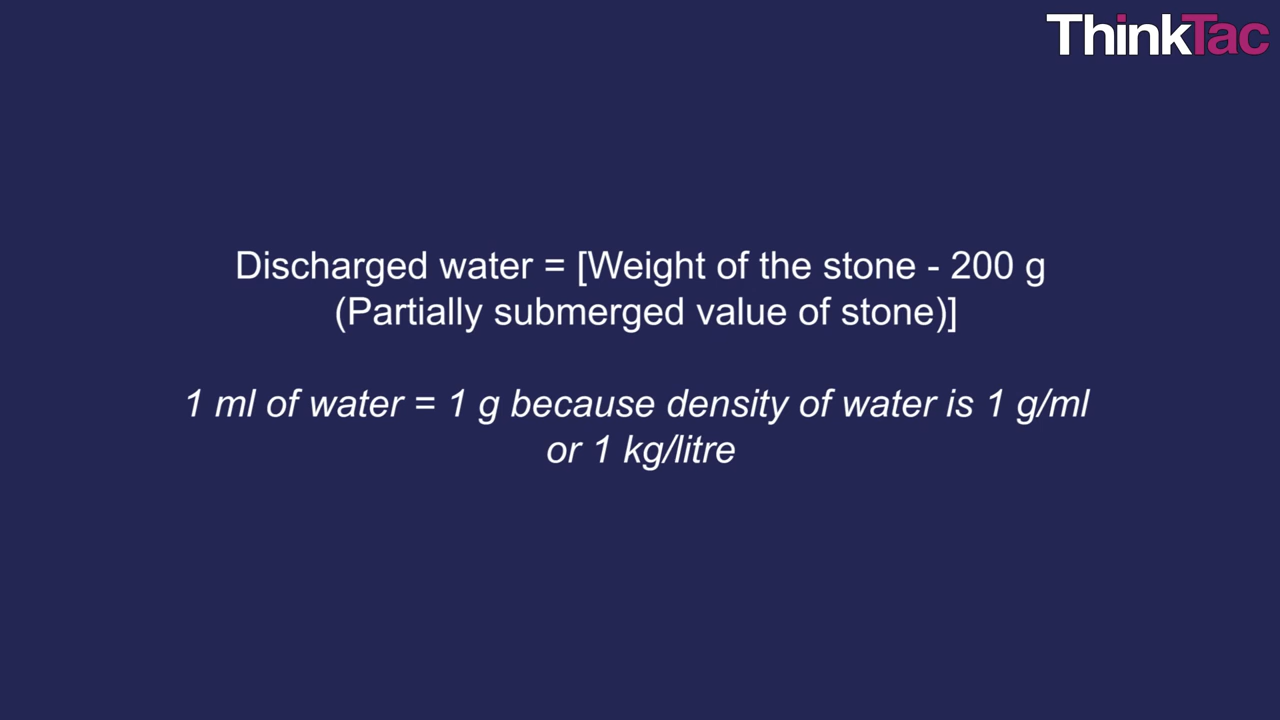 ThinkTac
Discharged water = [Weight of the stone - 200 g
(Partially submerged value of stone)]
1 ml of water = 1 g because density of water is 1 g/ml
or 1 kg/litre